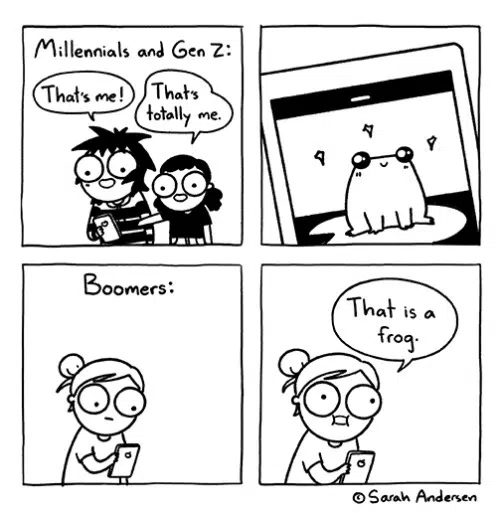 Millennials and Gen Z:
That's me!
That's
totally me.
Boomers:
That is a
frog.
© Sarah Andersen